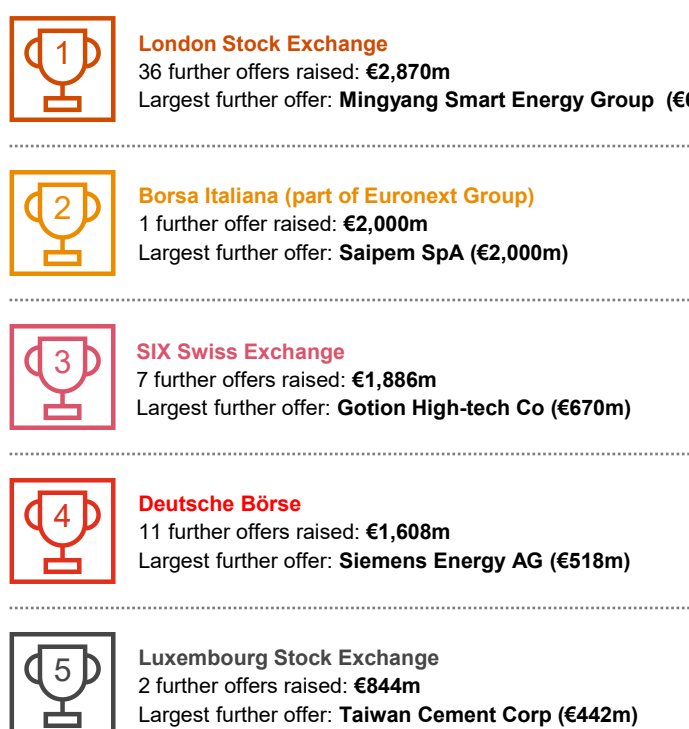 1
London Stock Exchange
36 further offers raised: €2,870m
Largest further offer: Mingyang Smart Energy Group (€
2
Borsa Italiana (part of Euronext Group)
1 further offer raised: €2,000m
Largest further offer: Saipem SpA (€2,000m)
3
SIX Swiss Exchange
7 further offers raised: €1,886m
Largest further offer: Gotion High-tech Co (€670m)
4
Deutsche Börse
11 further offers raised: €1,608m
Largest further offer: Siemens Energy AG (€518m)
5
Luxembourg Stock Exchange
2 further offers raised: €844m
Largest further offer: Taiwan Cement Corp (€442m)